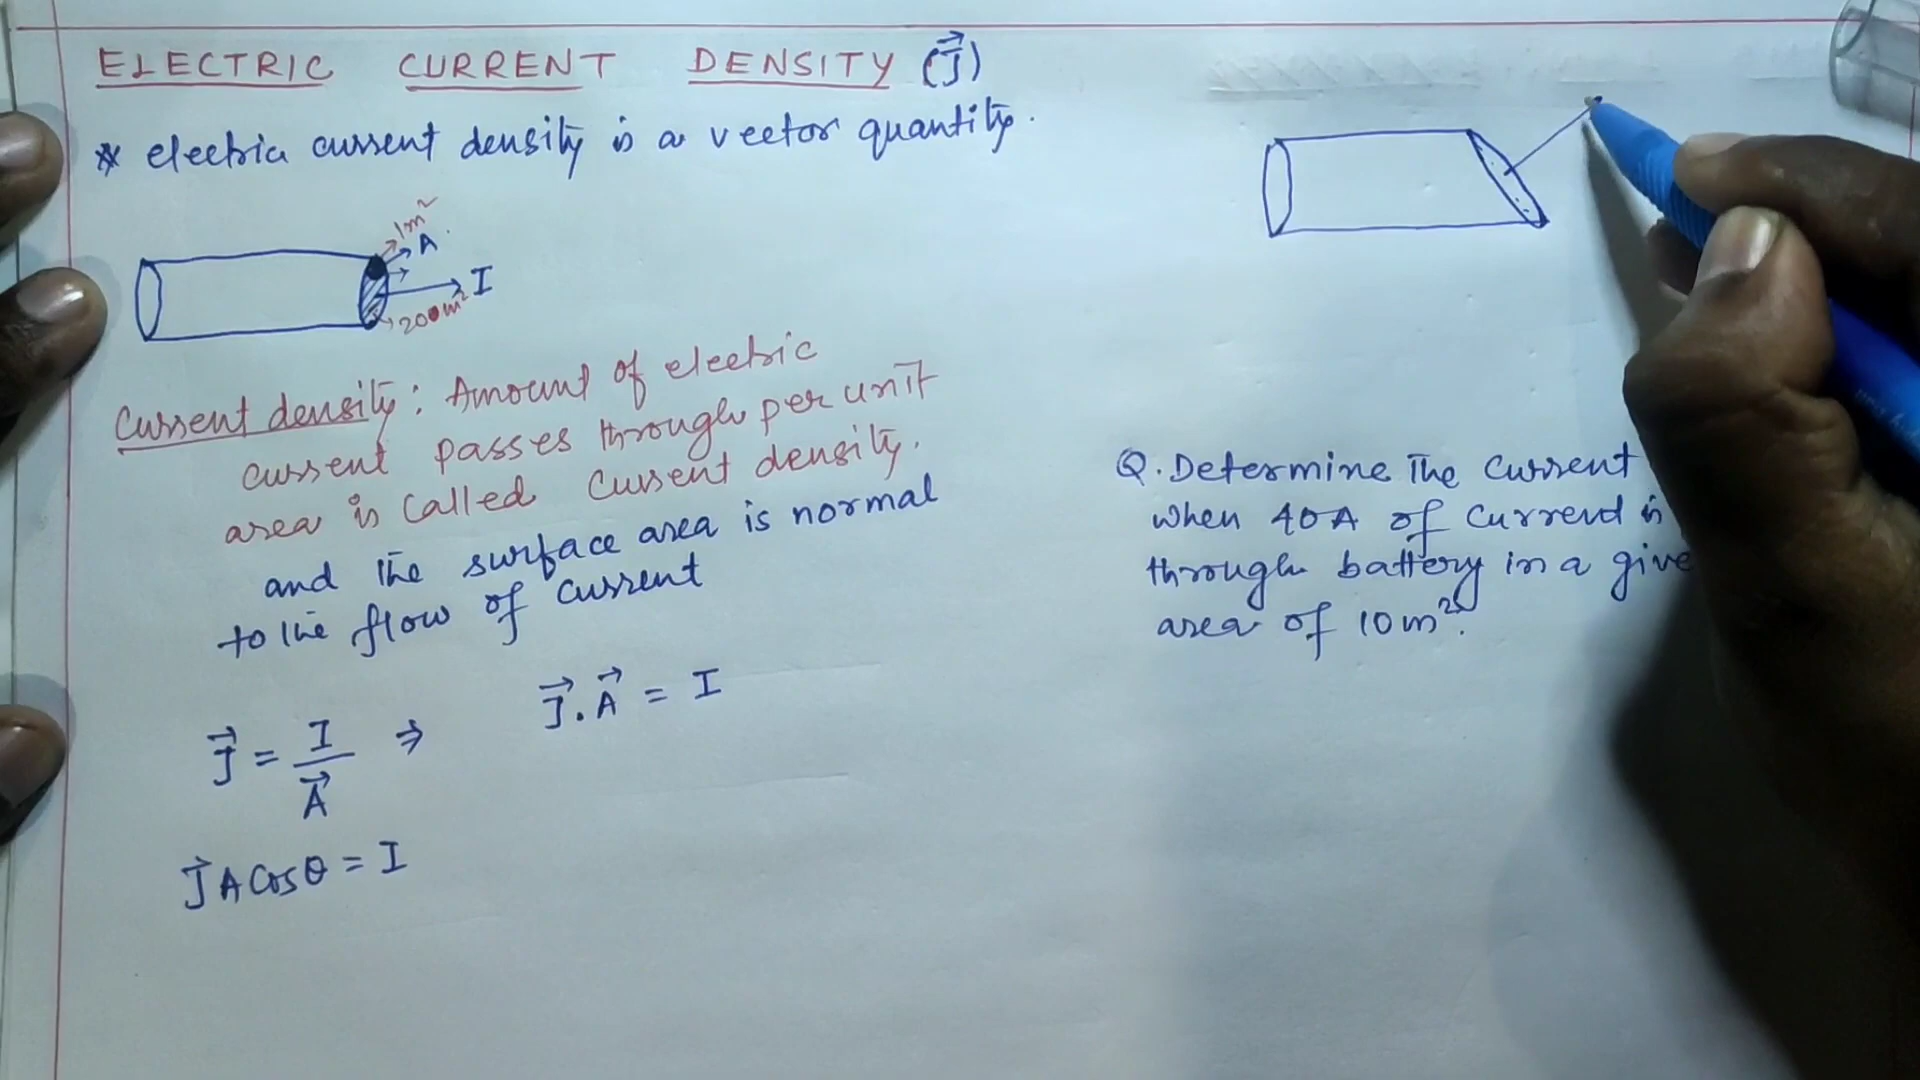 ELECTRIC CURRENT DENSITY (J⃗)
* electric current density is a vector quantity.
1m²
A
I
200m²
Current density: Amount of electric
current passes through per unit
area is called current density.
and the surface area is normal
to the flow of current
J⃗ . A⃗ = I
J⃗ = I / A⃗ ⇒
J⃗ A Cosθ = I
Q. Determine the current
when 40A of current is
through battery in a give
area of 10m².